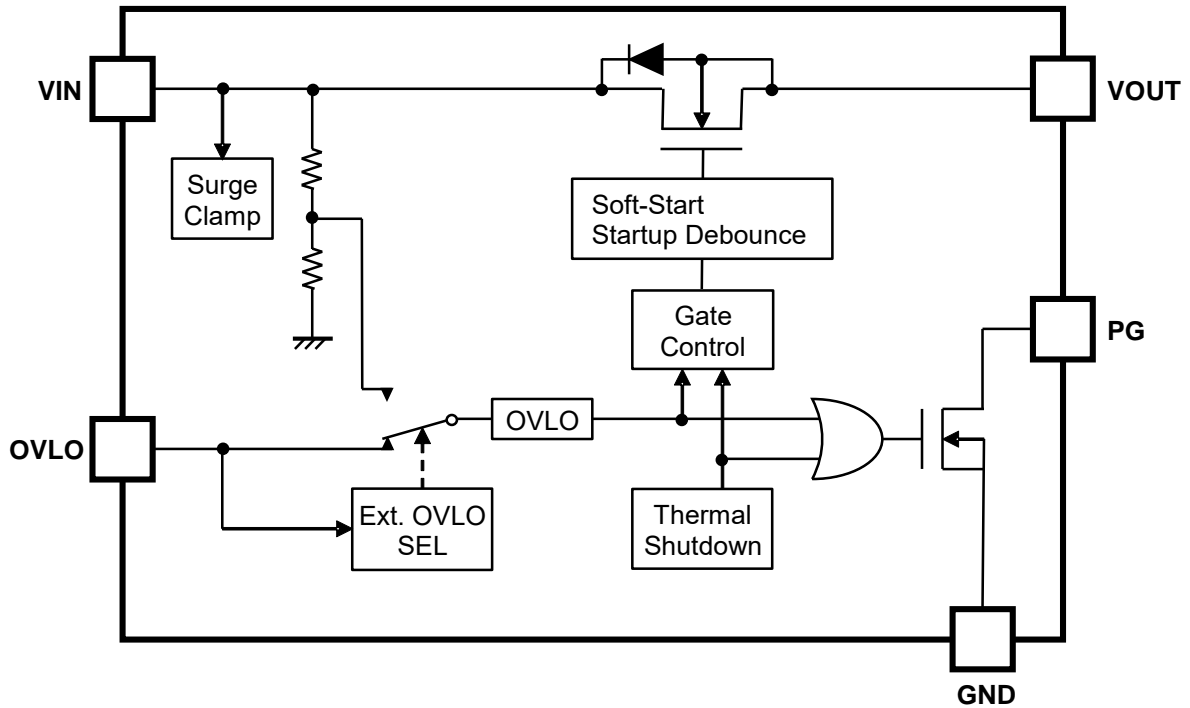 VIN
VOUT
Surge
Clamp
Soft-Start
Startup Debounce
Gate
Control
PG
OVLO
OVLO
Ext. OVLO
SEL
Thermal
Shutdown
GND